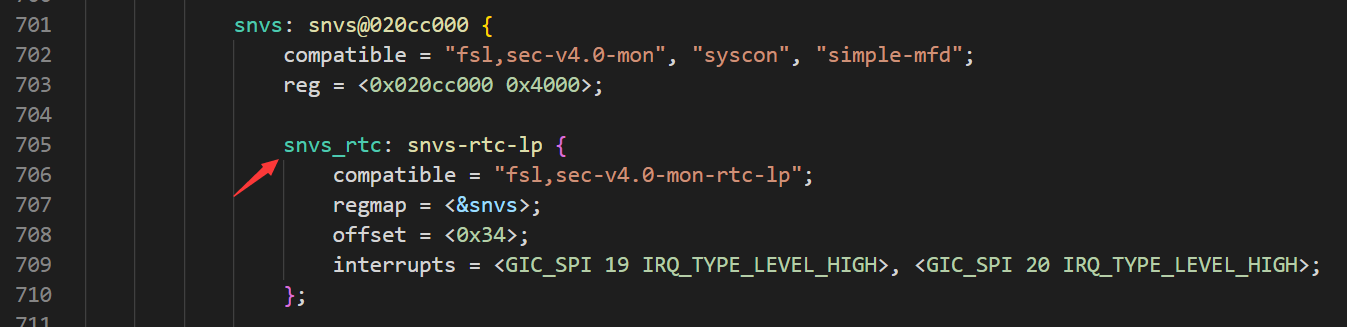 701 snvs: snvs@020cc000 {
702 compatible = "fsl,sec-v4.0-mon", "syscon", "simple-mfd";
703 reg = <0x020cc000 0x4000>;
704
705 snvs_rtc: snvs-rtc-lp {
706 compatible = "fsl,sec-v4.0-mon-rtc-lp";
707 regmap = <&snvs>;
708 offset = <0x34>;
709 interrupts = <GIC_SPI 19 IRQ_TYPE_LEVEL_HIGH>, <GIC_SPI 20 IRQ_TYPE_LEVEL_HIGH>;
710 };
711